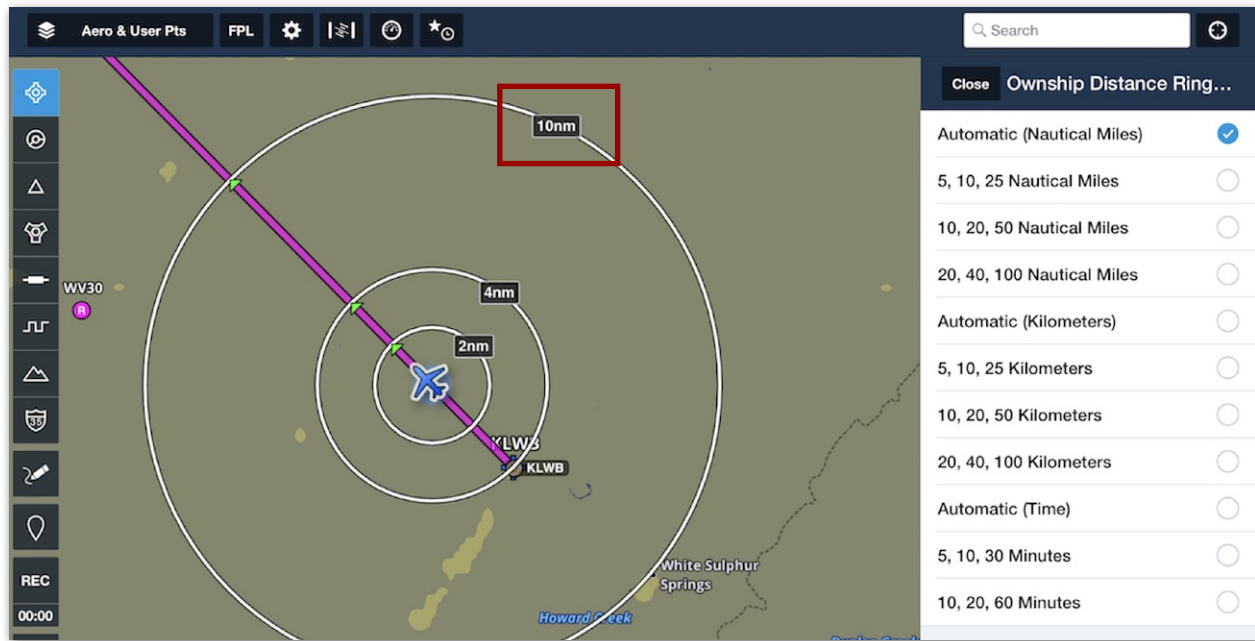 Aero & User Pts
FPL
Search
Close
Ownship Distance Ring...
10nm
Automatic (Nautical Miles)
5, 10, 25 Nautical Miles
10, 20, 50 Nautical Miles
20, 40, 100 Nautical Miles
Automatic (Kilometers)
5, 10, 25 Kilometers
10, 20, 50 Kilometers
20, 40, 100 Kilometers
Automatic (Time)
5, 10, 30 Minutes
10, 20, 60 Minutes
WV30
R
4nm
2nm
KLWB
KLWB
35
White Sulphur
Springs
Howard Creek
REC
00:00